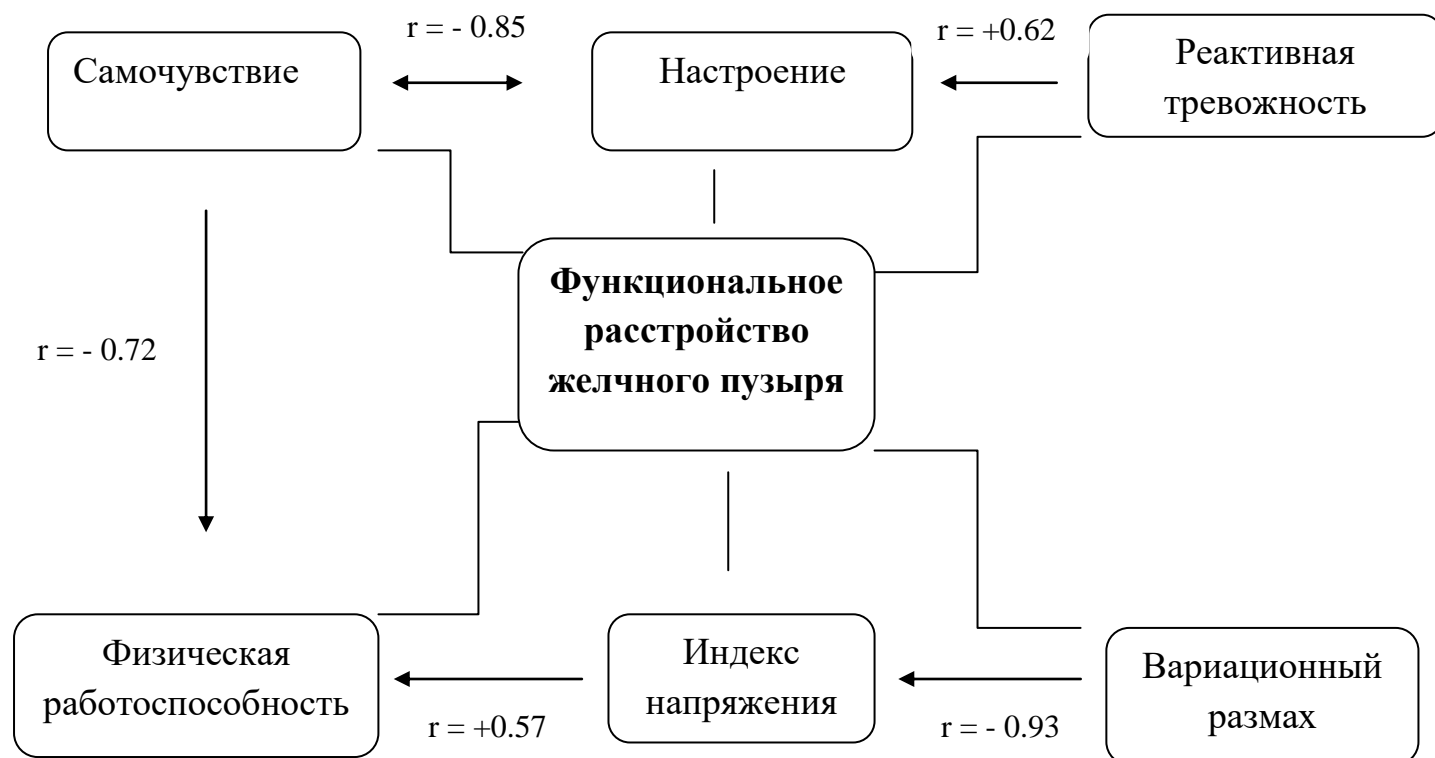 r = - 0.85
r = +0.62
Самочувствие
Настроение
Реактивная
тревожность
Функциональное
расстройство
желчного пузыря
r = - 0.72
Физическая
работоспособность
Индекс
напряжения
Вариационный
размах
r = +0.57
r = - 0.93